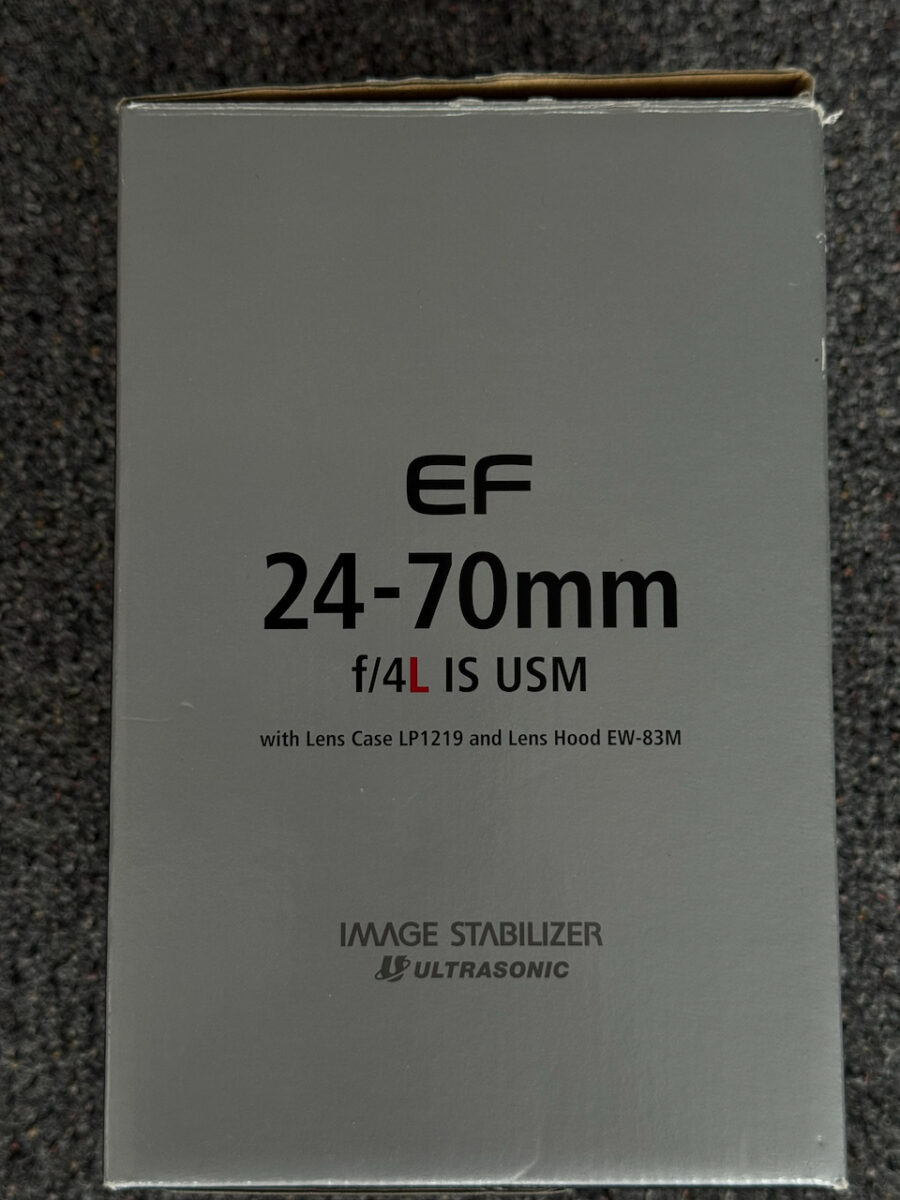 EF
24-70mm
f/4L IS USM
with Lens Case LP1219 and Lens Hood EW-83M
IMAGE STABILIZER
ULTRASONIC